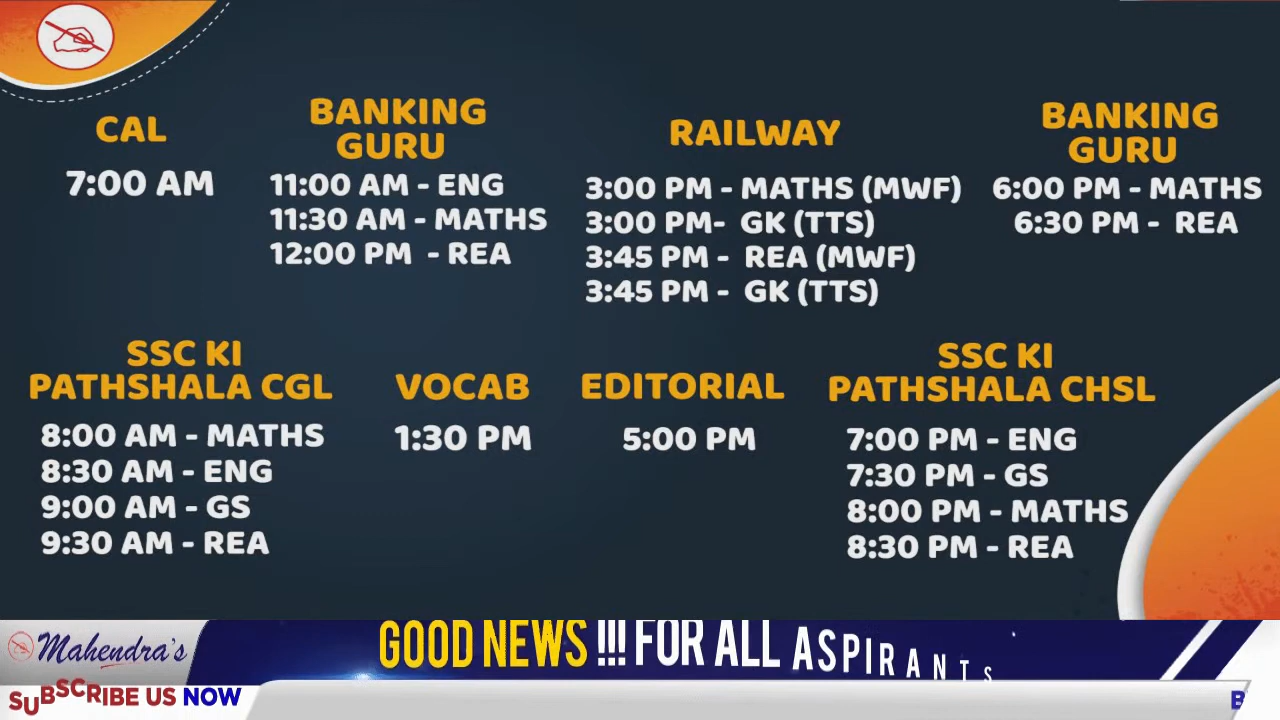 CAL
7:00 AM
BANKING
GURU
11:00 AM - ENG
11:30 AM - MATHS
12:00 PM - REA
RAILWAY
3:00 PM - MATHS (MWF)
3:00 PM- GK (TTS)
3:45 PM - REA (MWF)
3:45 PM - GK (TTS)
BANKING
GURU
6:00 PM - MATHS
6:30 PM - REA
SSC KI
PATHSHALA CGL
8:00 AM - MATHS
8:30 AM - ENG
9:00 AM - GS
9:30 AM - REA
VOCAB
1:30 PM
EDITORIAL
5:00 PM
SSC KI
PATHSHALA CHSL
7:00 PM - ENG
7:30 PM - GS
8:00 PM - MATHS
8:30 PM - REA
Mahendra's
GOOD NEWS !!! FOR ALL ASPIRANTS
SUBSCRIBE US NOW